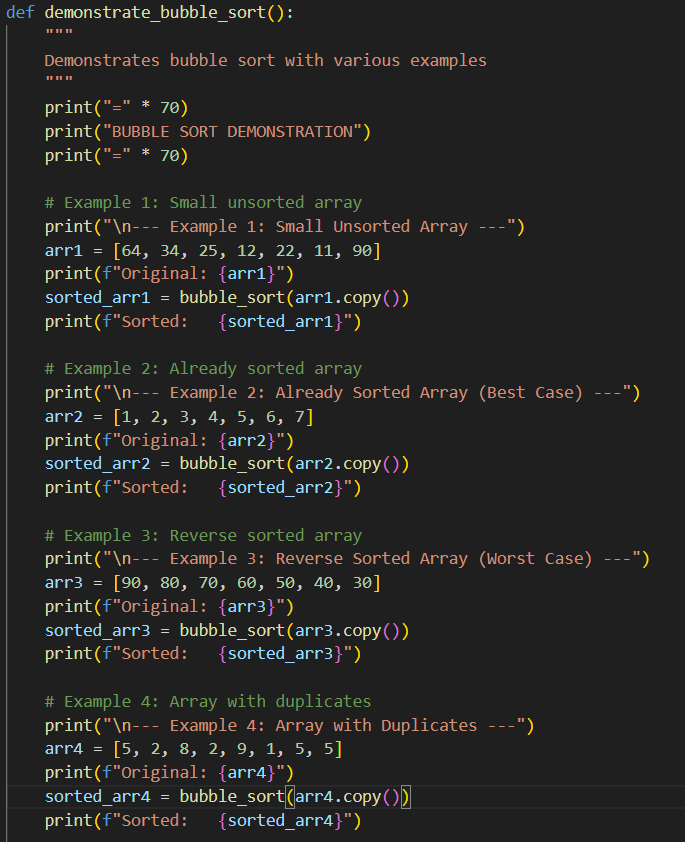 def demonstrate_bubble_sort():
    """
    Demonstrates bubble sort with various examples
    """
    print("=" * 70)
    print("BUBBLE SORT DEMONSTRATION")
    print("=" * 70)

    # Example 1: Small unsorted array
    print("\n--- Example 1: Small Unsorted Array ---")
    arr1 = [64, 34, 25, 12, 22, 11, 90]
    print(f"Original: {arr1}")
    sorted_arr1 = bubble_sort(arr1.copy())
    print(f"Sorted:   {sorted_arr1}")

    # Example 2: Already sorted array
    print("\n--- Example 2: Already Sorted Array (Best Case) ---")
    arr2 = [1, 2, 3, 4, 5, 6, 7]
    print(f"Original: {arr2}")
    sorted_arr2 = bubble_sort(arr2.copy())
    print(f"Sorted:   {sorted_arr2}")

    # Example 3: Reverse sorted array
    print("\n--- Example 3: Reverse Sorted Array (Worst Case) ---")
    arr3 = [90, 80, 70, 60, 50, 40, 30]
    print(f"Original: {arr3}")
    sorted_arr3 = bubble_sort(arr3.copy())
    print(f"Sorted:   {sorted_arr3}")

    # Example 4: Array with duplicates
    print("\n--- Example 4: Array with Duplicates ---")
    arr4 = [5, 2, 8, 2, 9, 1, 5, 5]
    print(f"Original: {arr4}")
    sorted_arr4 = bubble_sort(arr4.copy())
    print(f"Sorted:   {sorted_arr4}")